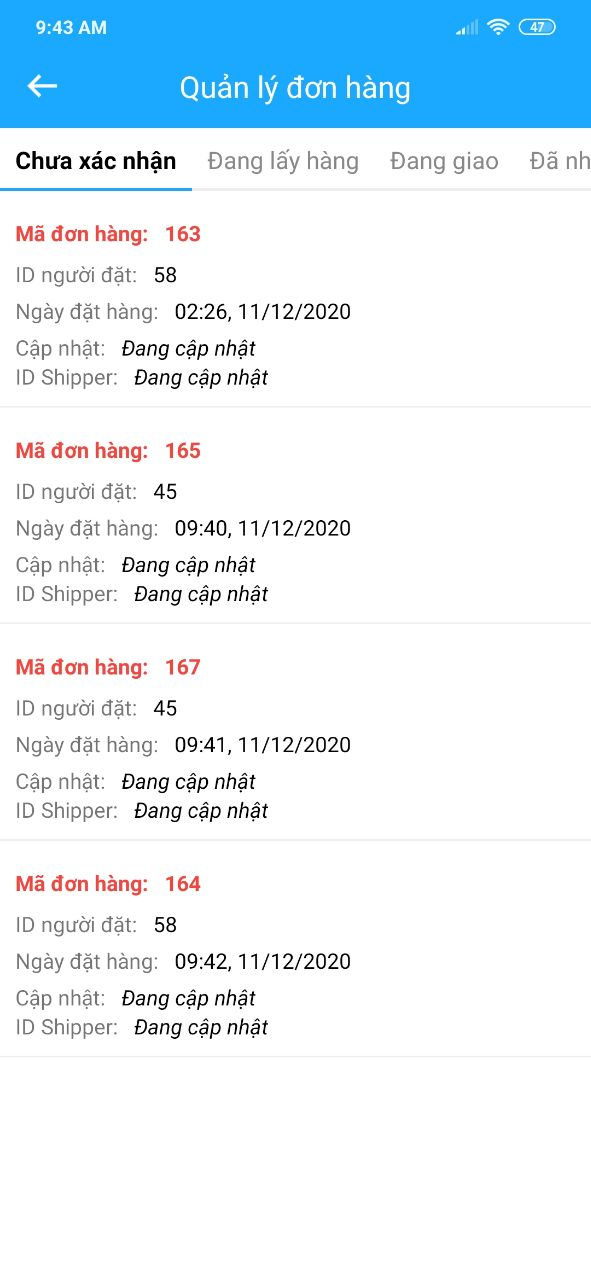 9:43 AM
47
Quản lý đơn hàng
Chưa xác nhận Đang lấy hàng Đang giao Đã nh
Mã đơn hàng: 163
ID người đặt: 58
Ngày đặt hàng: 02:26, 11/12/2020
Cập nhật: Đang cập nhật
ID Shipper: Đang cập nhật
Mã đơn hàng: 165
ID người đặt: 45
Ngày đặt hàng: 09:40, 11/12/2020
Cập nhật: Đang cập nhật
ID Shipper: Đang cập nhật
Mã đơn hàng: 167
ID người đặt: 45
Ngày đặt hàng: 09:41, 11/12/2020
Cập nhật: Đang cập nhật
ID Shipper: Đang cập nhật
Mã đơn hàng: 164
ID người đặt: 58
Ngày đặt hàng: 09:42, 11/12/2020
Cập nhật: Đang cập nhật
ID Shipper: Đang cập nhật